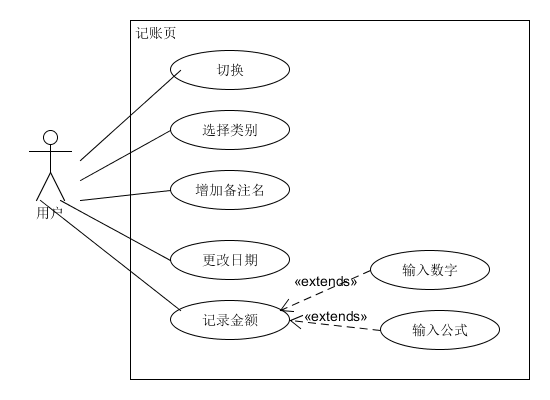 记账页
切换
选择类别
增加备注名
用户
更改日期
输入数字
«extends»
记录金额
«extends»
输入公式